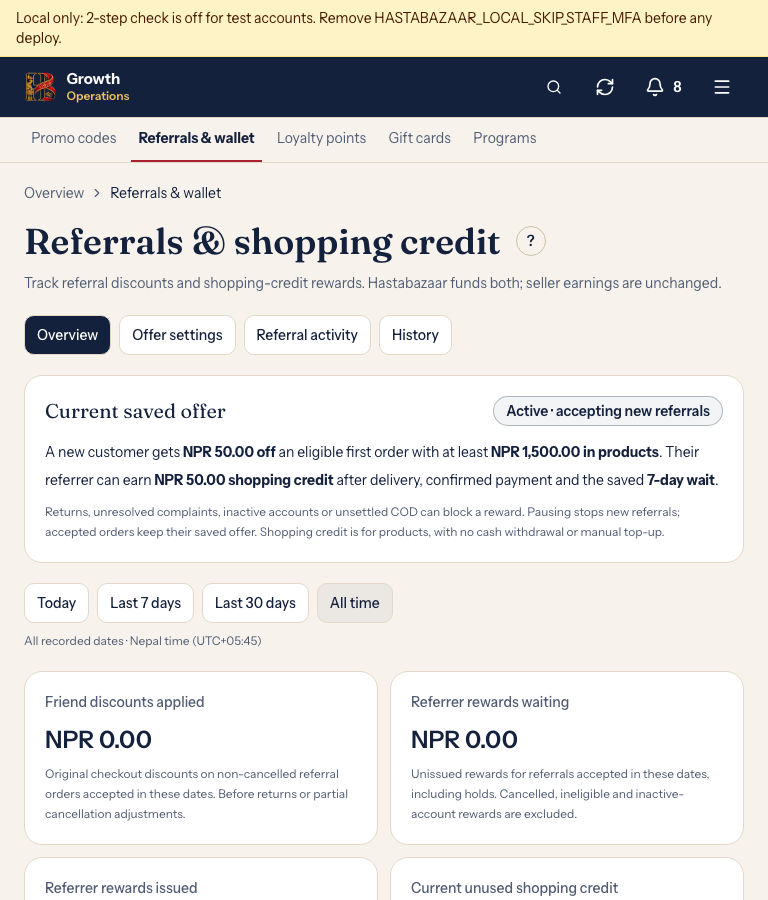 Local only: 2-step check is off for test accounts. Remove HASTABAZAAR_LOCAL_SKIP_STAFF_MFA before any
deploy.
Growth
Operations
8
Promo codes
Referrals & wallet
Loyalty points
Gift cards
Programs
Overview > Referrals & wallet
Referrals & shopping credit ?
Track referral discounts and shopping-credit rewards. Hastabazaar funds both; seller earnings are unchanged.
Overview
Offer settings
Referral activity
History
Current saved offer
Active · accepting new referrals
A new customer gets NPR 50.00 off an eligible first order with at least NPR 1,500.00 in products. Their
referrer can earn NPR 50.00 shopping credit after delivery, confirmed payment and the saved 7-day wait.
Returns, unresolved complaints, inactive accounts or unsettled COD can block a reward. Pausing stops new referrals;
accepted orders keep their saved offer. Shopping credit is for products, with no cash withdrawal or manual top-up.
Today
Last 7 days
Last 30 days
All time
All recorded dates · Nepal time (UTC+05:45)
Friend discounts applied
NPR 0.00
Original checkout discounts on non-cancelled referral
orders accepted in these dates. Before returns or partial
cancellation adjustments.
Referrer rewards waiting
NPR 0.00
Unissued rewards for referrals accepted in these dates,
including holds. Cancelled, ineligible and inactive-
account rewards are excluded.
Referrer rewards issued
Current unused shopping credit